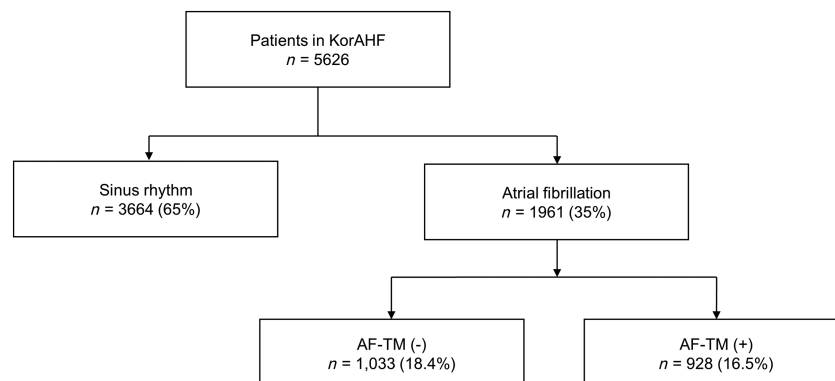 Patients in KorAHF
n = 5626
Sinus rhythm
n = 3664 (65%)
Atrial fibrillation
n = 1961 (35%)
AF-TM (-)
n = 1,033 (18.4%)
AF-TM (+)
n = 928 (16.5%)